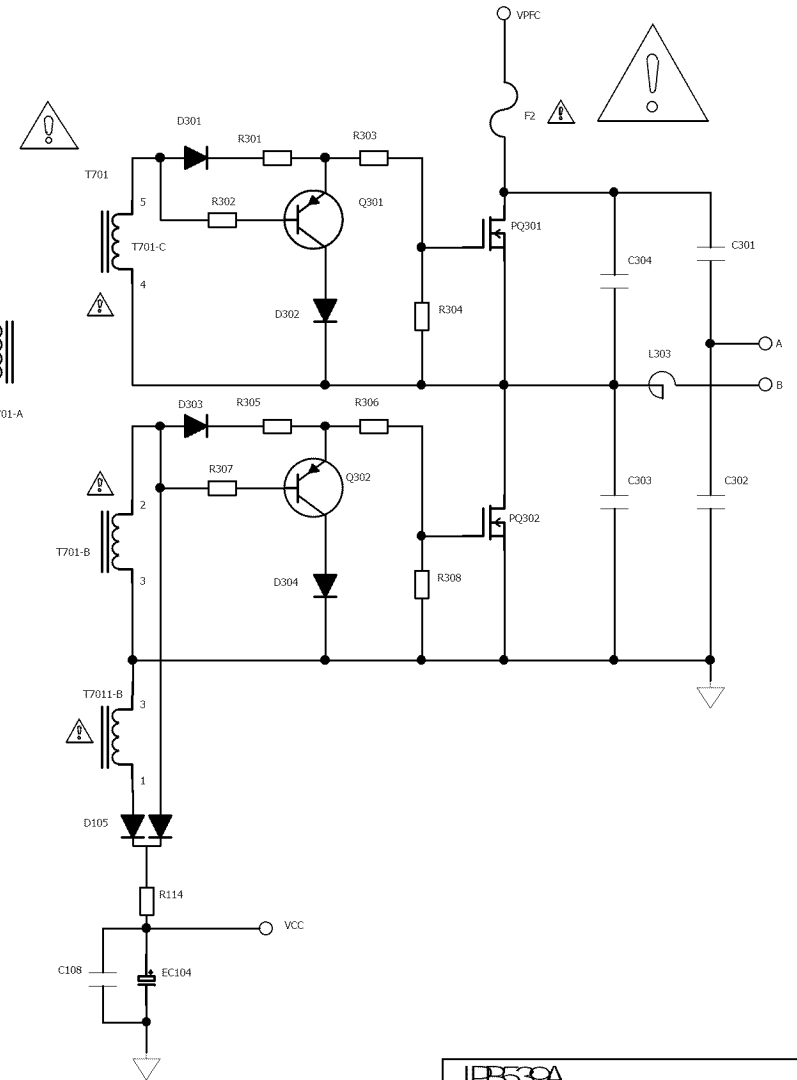 VPFC
F2
D301
R301
R303
T701
5
R302
Q301
PQ301
T701-C
C304
C301
4
D302
R304
A
L303
B
01-A
D303
R305
R306
R307
Q302
C303
C302
2
PQ302
T701-B
3
D304
R308
T7011-B
3
1
D105
R114
VCC
C108
EC104